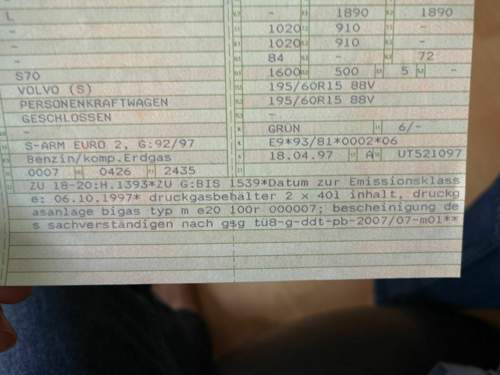 - 1890 1890
L 1020 910 -
- 1020 910 -
- 84 - 72
S70 1600 500 5 -
VOLVO (S) 195/60R15 88V
PERSONENKRAFTWAGEN 195/60R15 88V
GESCHLOSSEN -
- GRÜN 6/-
S-ARM EURO 2, G:92/97 E9*93/81*0002*06
Benzin/komp.Erdgas 18.04.97 A UT521097
0007 0426 2435
ZU 18-20:H.1393*ZU G:BIS 1539*Datum zur Emissionsklass
e: 06.10.1997* druckgasbehälter 2 x 40l inhalt, druckg
asanlage bigas typ m e20 100r 000007; bescheinigung de
s sachverständigen nach g$g tü8-g-ddt-pb-2007/07-m01**